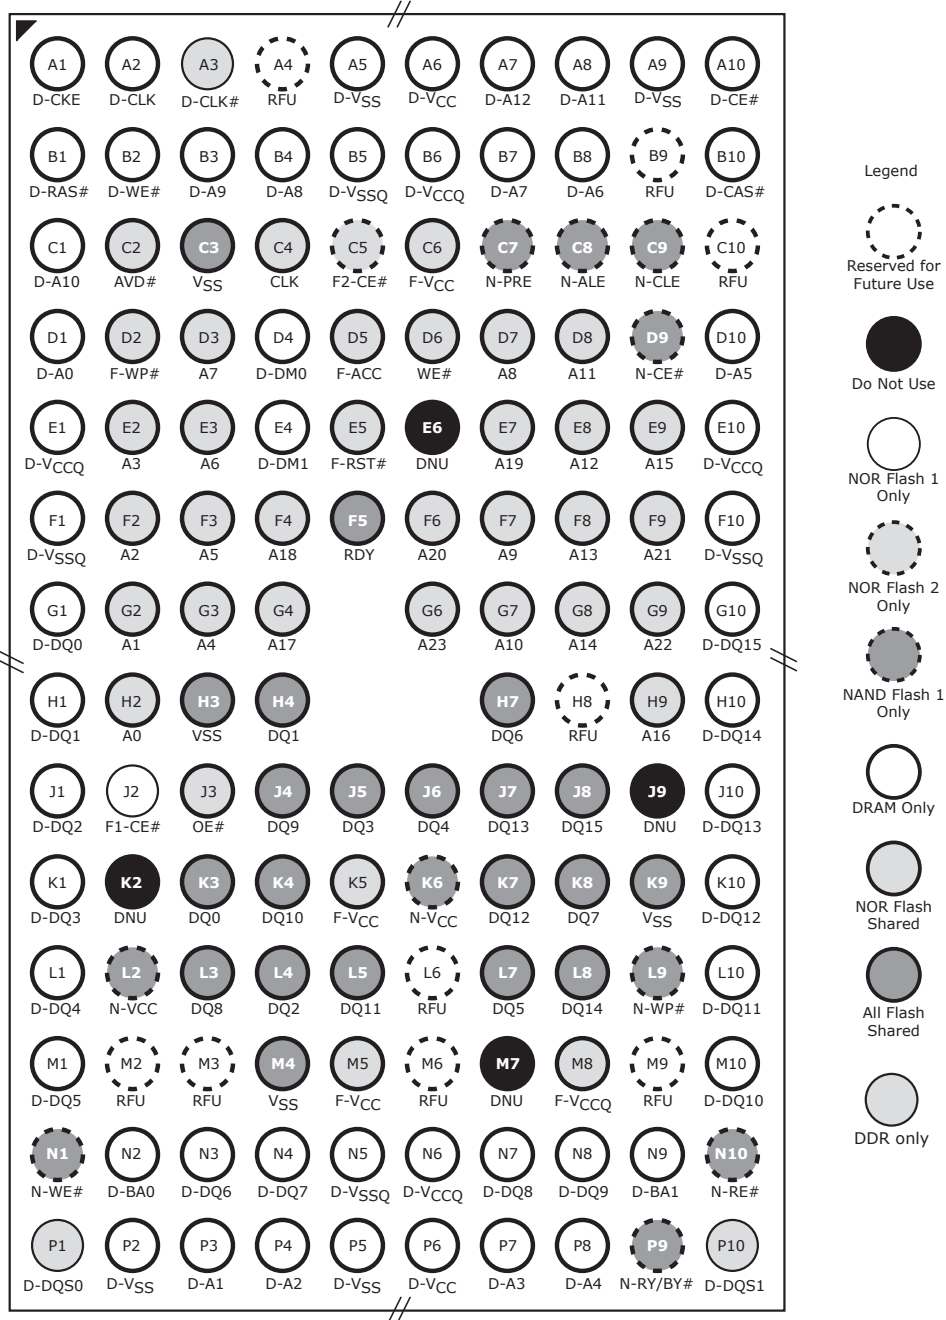 A1 A2 A3 A4 A5 A6 A7 A8 A9 A10
D-CKE D-CLK D-CLK# RFU D-VSS D-VCC D-A12 D-A11 D-VSS D-CE#
B1 B2 B3 B4 B5 B6 B7 B8 B9 B10
D-RAS# D-WE# D-A9 D-A8 D-VSSQ D-VCCQ D-A7 D-A6 RFU D-CAS#
C1 C2 C3 C4 C5 C6 C7 C8 C9 C10
D-A10 AVD# VSS CLK F2-CE# F-VCC N-PRE N-ALE N-CLE RFU
D1 D2 D3 D4 D5 D6 D7 D8 D9 D10
D-A0 F-WP# A7 D-DM0 F-ACC WE# A8 A11 N-CE# D-A5
E1 E2 E3 E4 E5 E6 E7 E8 E9 E10
D-VCCQ A3 A6 D-DM1 F-RST# DNU A19 A12 A15 D-VCCQ
F1 F2 F3 F4 F5 F6 F7 F8 F9 F10
D-VSSQ A2 A5 A18 RDY A20 A9 A13 A21 D-VSSQ
G1 G2 G3 G4 G6 G7 G8 G9 G10
D-DQ0 A1 A4 A17 A23 A10 A14 A22 D-DQ15
H1 H2 H3 H4 H7 H8 H9 H10
D-DQ1 A0 VSS DQ1 DQ6 RFU A16 D-DQ14
J1 J2 J3 J4 J5 J6 J7 J8 J9 J10
D-DQ2 F1-CE# OE# DQ9 DQ3 DQ4 DQ13 DQ15 DNU D-DQ13
K1 K2 K3 K4 K5 K6 K7 K8 K9 K10
D-DQ3 DNU DQ0 DQ10 F-VCC N-VCC DQ12 DQ7 VSS D-DQ12
L1 L2 L3 L4 L5 L6 L7 L8 L9 L10
D-DQ4 N-VCC DQ8 DQ2 DQ11 RFU DQ5 DQ14 N-WP# D-DQ11
M1 M2 M3 M4 M5 M6 M7 M8 M9 M10
D-DQ5 RFU RFU VSS F-VCC RFU DNU F-VCCQ RFU D-DQ10
N1 N2 N3 N4 N5 N6 N7 N8 N9 N10
N-WE# D-BA0 D-DQ6 D-DQ7 D-VSSQ D-VCCQ D-DQ8 D-DQ9 D-BA1 N-RE#
P1 P2 P3 P4 P5 P6 P7 P8 P9 P10
D-DQS0 D-VSS D-A1 D-A2 D-VSS D-VCC D-A3 D-A4 N-RY/BY# D-DQS1
Legend
Reserved for
Future Use
Do Not Use
NOR Flash 1
Only
NOR Flash 2
Only
NAND Flash 1
Only
DRAM Only
NOR Flash
Shared
All Flash
Shared
DDR only